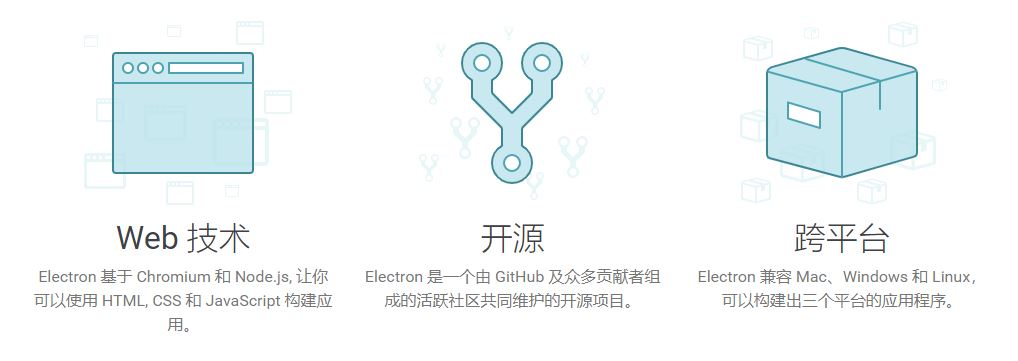 Web 技术
Electron 基于 Chromium 和 Node.js, 让你
可以使用 HTML, CSS 和 JavaScript 构建应
用。
开源
Electron 是一个由 GitHub 及众多贡献者组
成的活跃社区共同维护的开源项目。
跨平台
Electron 兼容 Mac、Windows 和 Linux，
可以构建出三个平台的应用程序。